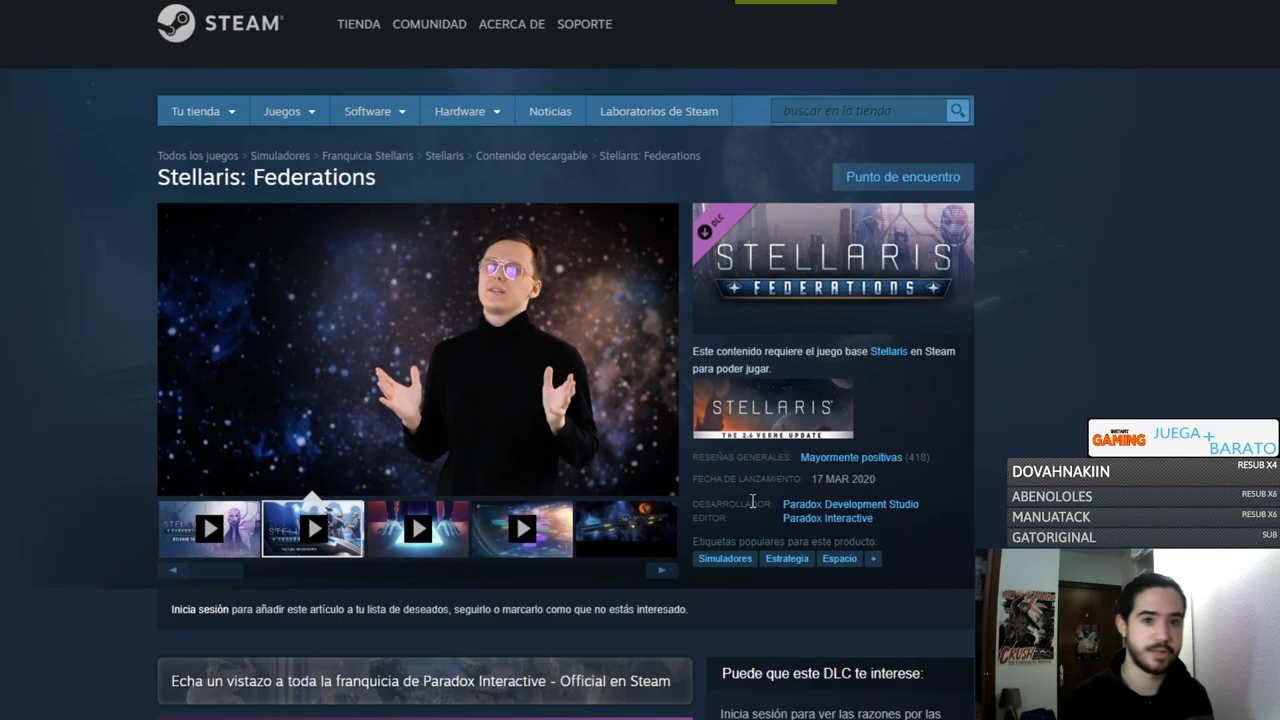 STEAM
TIENDA COMUNIDAD ACERCA DE SOPORTE
Tu tienda Juegos Software Hardware Noticias Laboratorios de Steam buscar en la tienda
Todos los juegos > Simuladores > Franquicia Stellaris > Stellaris > Contenido descargable > Stellaris: Federations
Stellaris: Federations
Punto de encuentro
DLC
STELLARIS
FEDERATIONS
Este contenido requiere el juego base Stellaris en Steam
para poder jugar.
STELLARIS
THE 2.6 VERNE UPDATE
RESEÑAS GENERALES: Mayormente positivas (418)
FECHA DE LANZAMIENTO: 17 MAR 2020
DESARROLLADOR: Paradox Development Studio
EDITOR: Paradox Interactive
Etiquetas populares para este producto:
Simuladores Estrategia Espacio +
Inicia sesión para añadir este artículo a tu lista de deseados, seguirlo o marcarlo como que no estás interesado.
Echa un vistazo a toda la franquicia de Paradox Interactive - Official en Steam
Puede que este DLC te interese:
Inicia sesión para ver las razones por las
INSTANT
GAMING
JUEGA+
BARATO
DOVAHNAKIIN RESUB X4
ABENOLOLES RESUB X6
MANUATACK RESUB X6
GATORIGINAL SUB
CRUSH